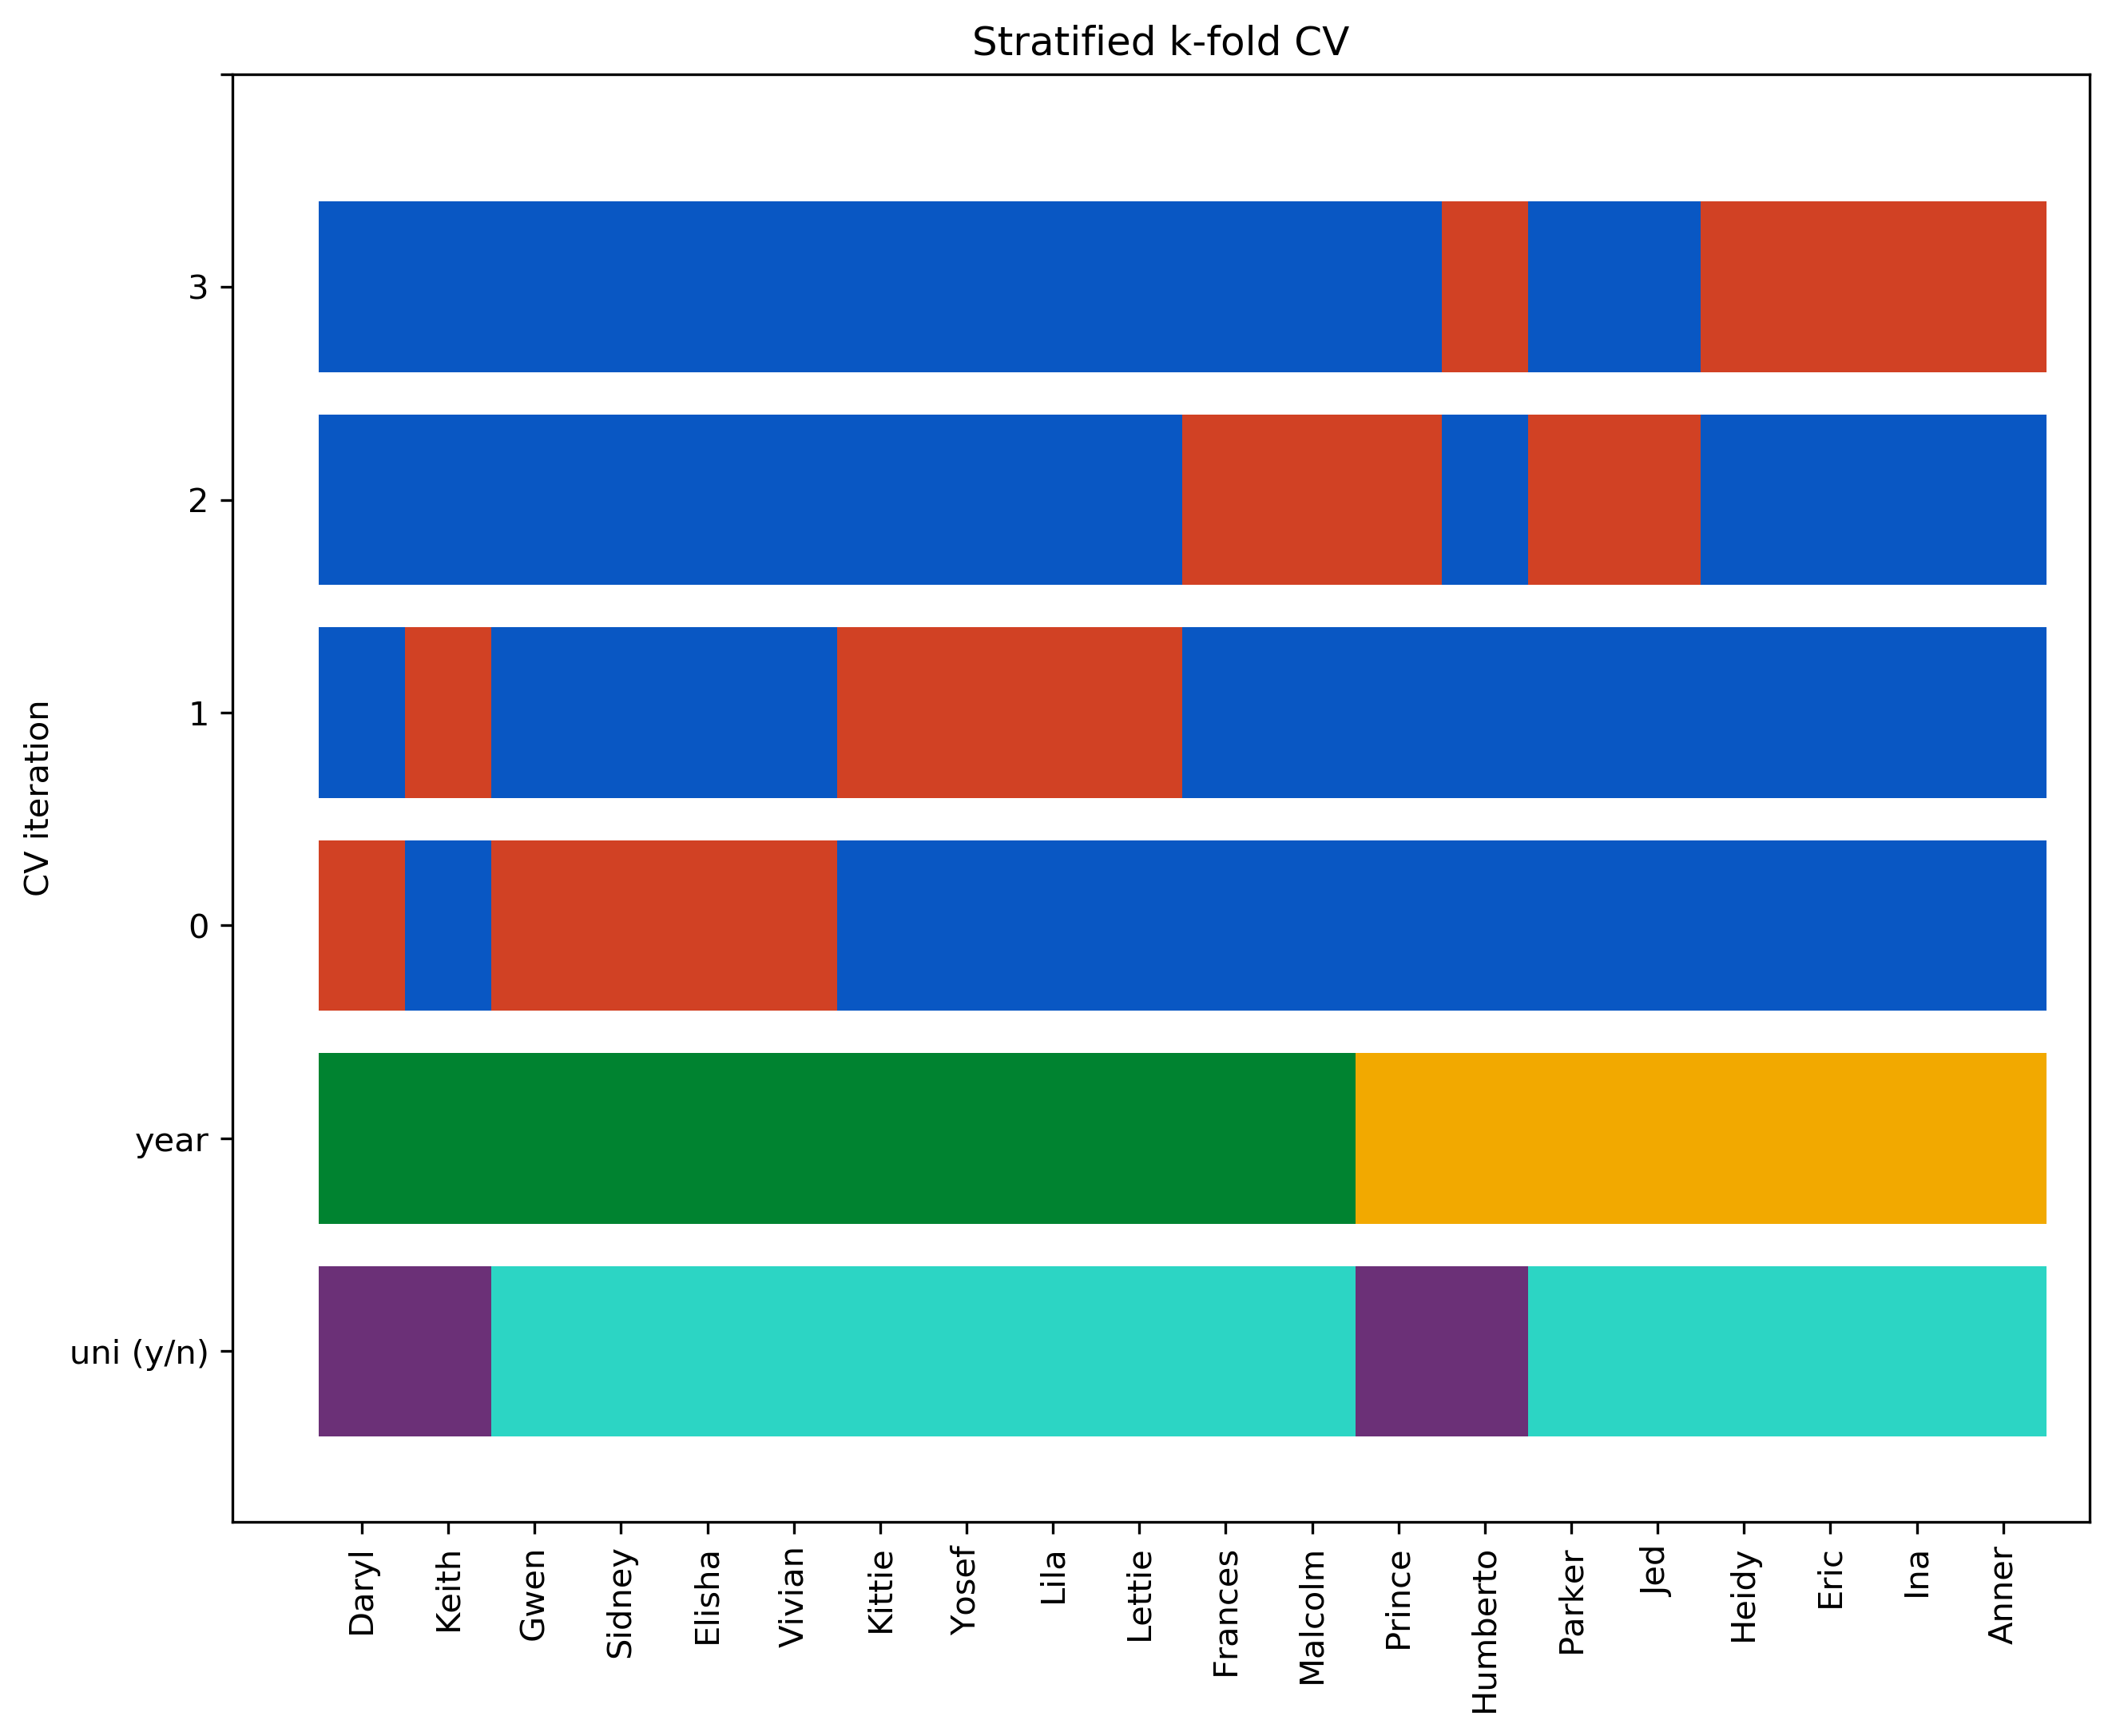 Stratified k-fold CV
3
2
1
0
year
uni (y/n)
CV iteration
Daryl
Keith
Gwen
Sidney
Elisha
Vivian
Kittie
Yosef
Lila
Lettie
Frances
Malcolm
Prince
Humberto
Parker
Jed
Heidy
Eric
Ina
Anner